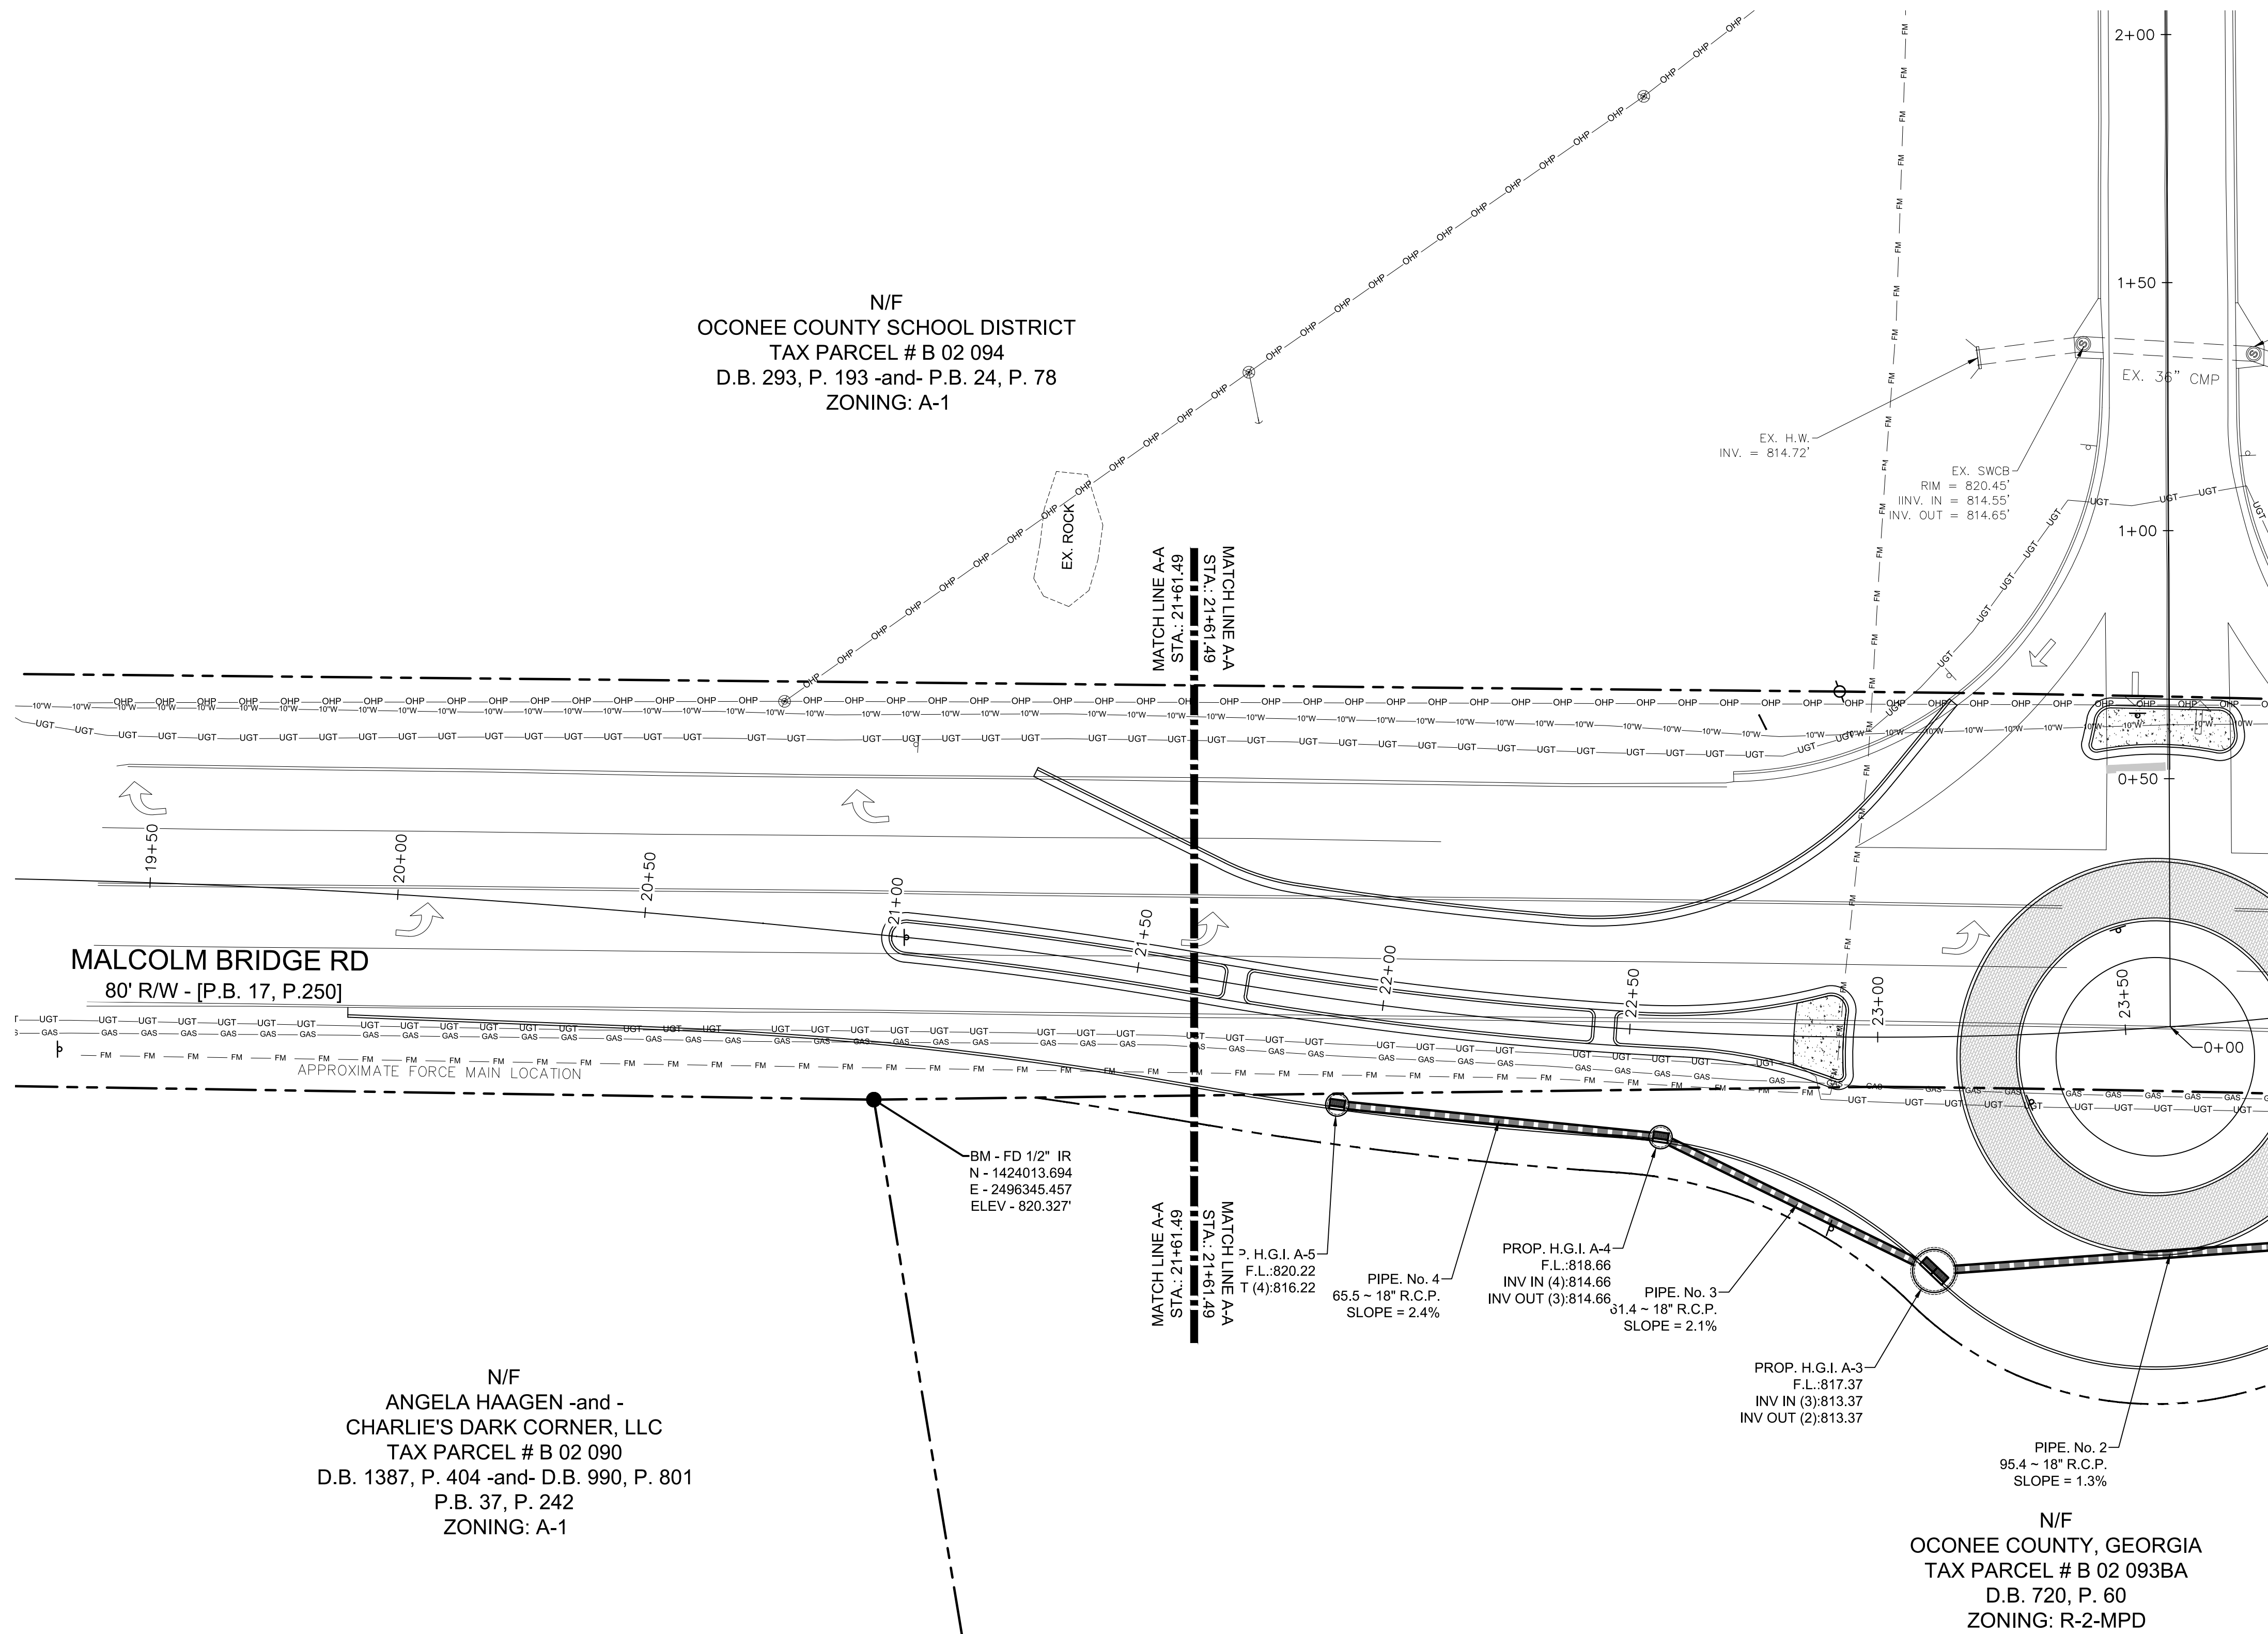 2+00
1+50
1+00
0+50
0+00
N/F
OCONEE COUNTY SCHOOL DISTRICT
TAX PARCEL # B 02 094
D.B. 293, P. 193 -and- P.B. 24, P. 78
ZONING: A-1
EX. 36" CMP
EX. H.W.
INV. = 814.72'
EX. SWCB
RIM = 820.45'
IINV. IN = 814.55'
INV. OUT = 814.65'
EX. ROCK
MATCH LINE A-A
STA.: 21+61.49
MATCH LINE A-A
STA.: 21+61.49
OHP
10"W
UGT
GAS
FM
19+50
20+00
20+50
21+00
21+50
22+00
22+50
23+00
23+50
MALCOLM BRIDGE RD
80' R/W - [P.B. 17, P.250]
APPROXIMATE FORCE MAIN LOCATION
BM - FD 1/2" IR
N - 1424013.694
E - 2496345.457
ELEV - 820.327'
MATCH LINE A-A
STA.: 21+61.49
MATCH LINE A-A
STA.: 21+61.49
P. H.G.I. A-5
F.L.:820.22
T (4):816.22
PIPE. No. 4
65.5 ~ 18" R.C.P.
SLOPE = 2.4%
PROP. H.G.I. A-4
F.L.:818.66
INV IN (4):814.66
INV OUT (3):814.66
PIPE. No. 3
61.4 ~ 18" R.C.P.
SLOPE = 2.1%
PROP. H.G.I. A-3
F.L.:817.37
INV IN (3):813.37
INV OUT (2):813.37
PIPE. No. 2
95.4 ~ 18" R.C.P.
SLOPE = 1.3%
N/F
ANGELA HAAGEN -and -
CHARLIE'S DARK CORNER, LLC
TAX PARCEL # B 02 090
D.B. 1387, P. 404 -and- D.B. 990, P. 801
P.B. 37, P. 242
ZONING: A-1
N/F
OCONEE COUNTY, GEORGIA
TAX PARCEL # B 02 093BA
D.B. 720, P. 60
ZONING: R-2-MPD